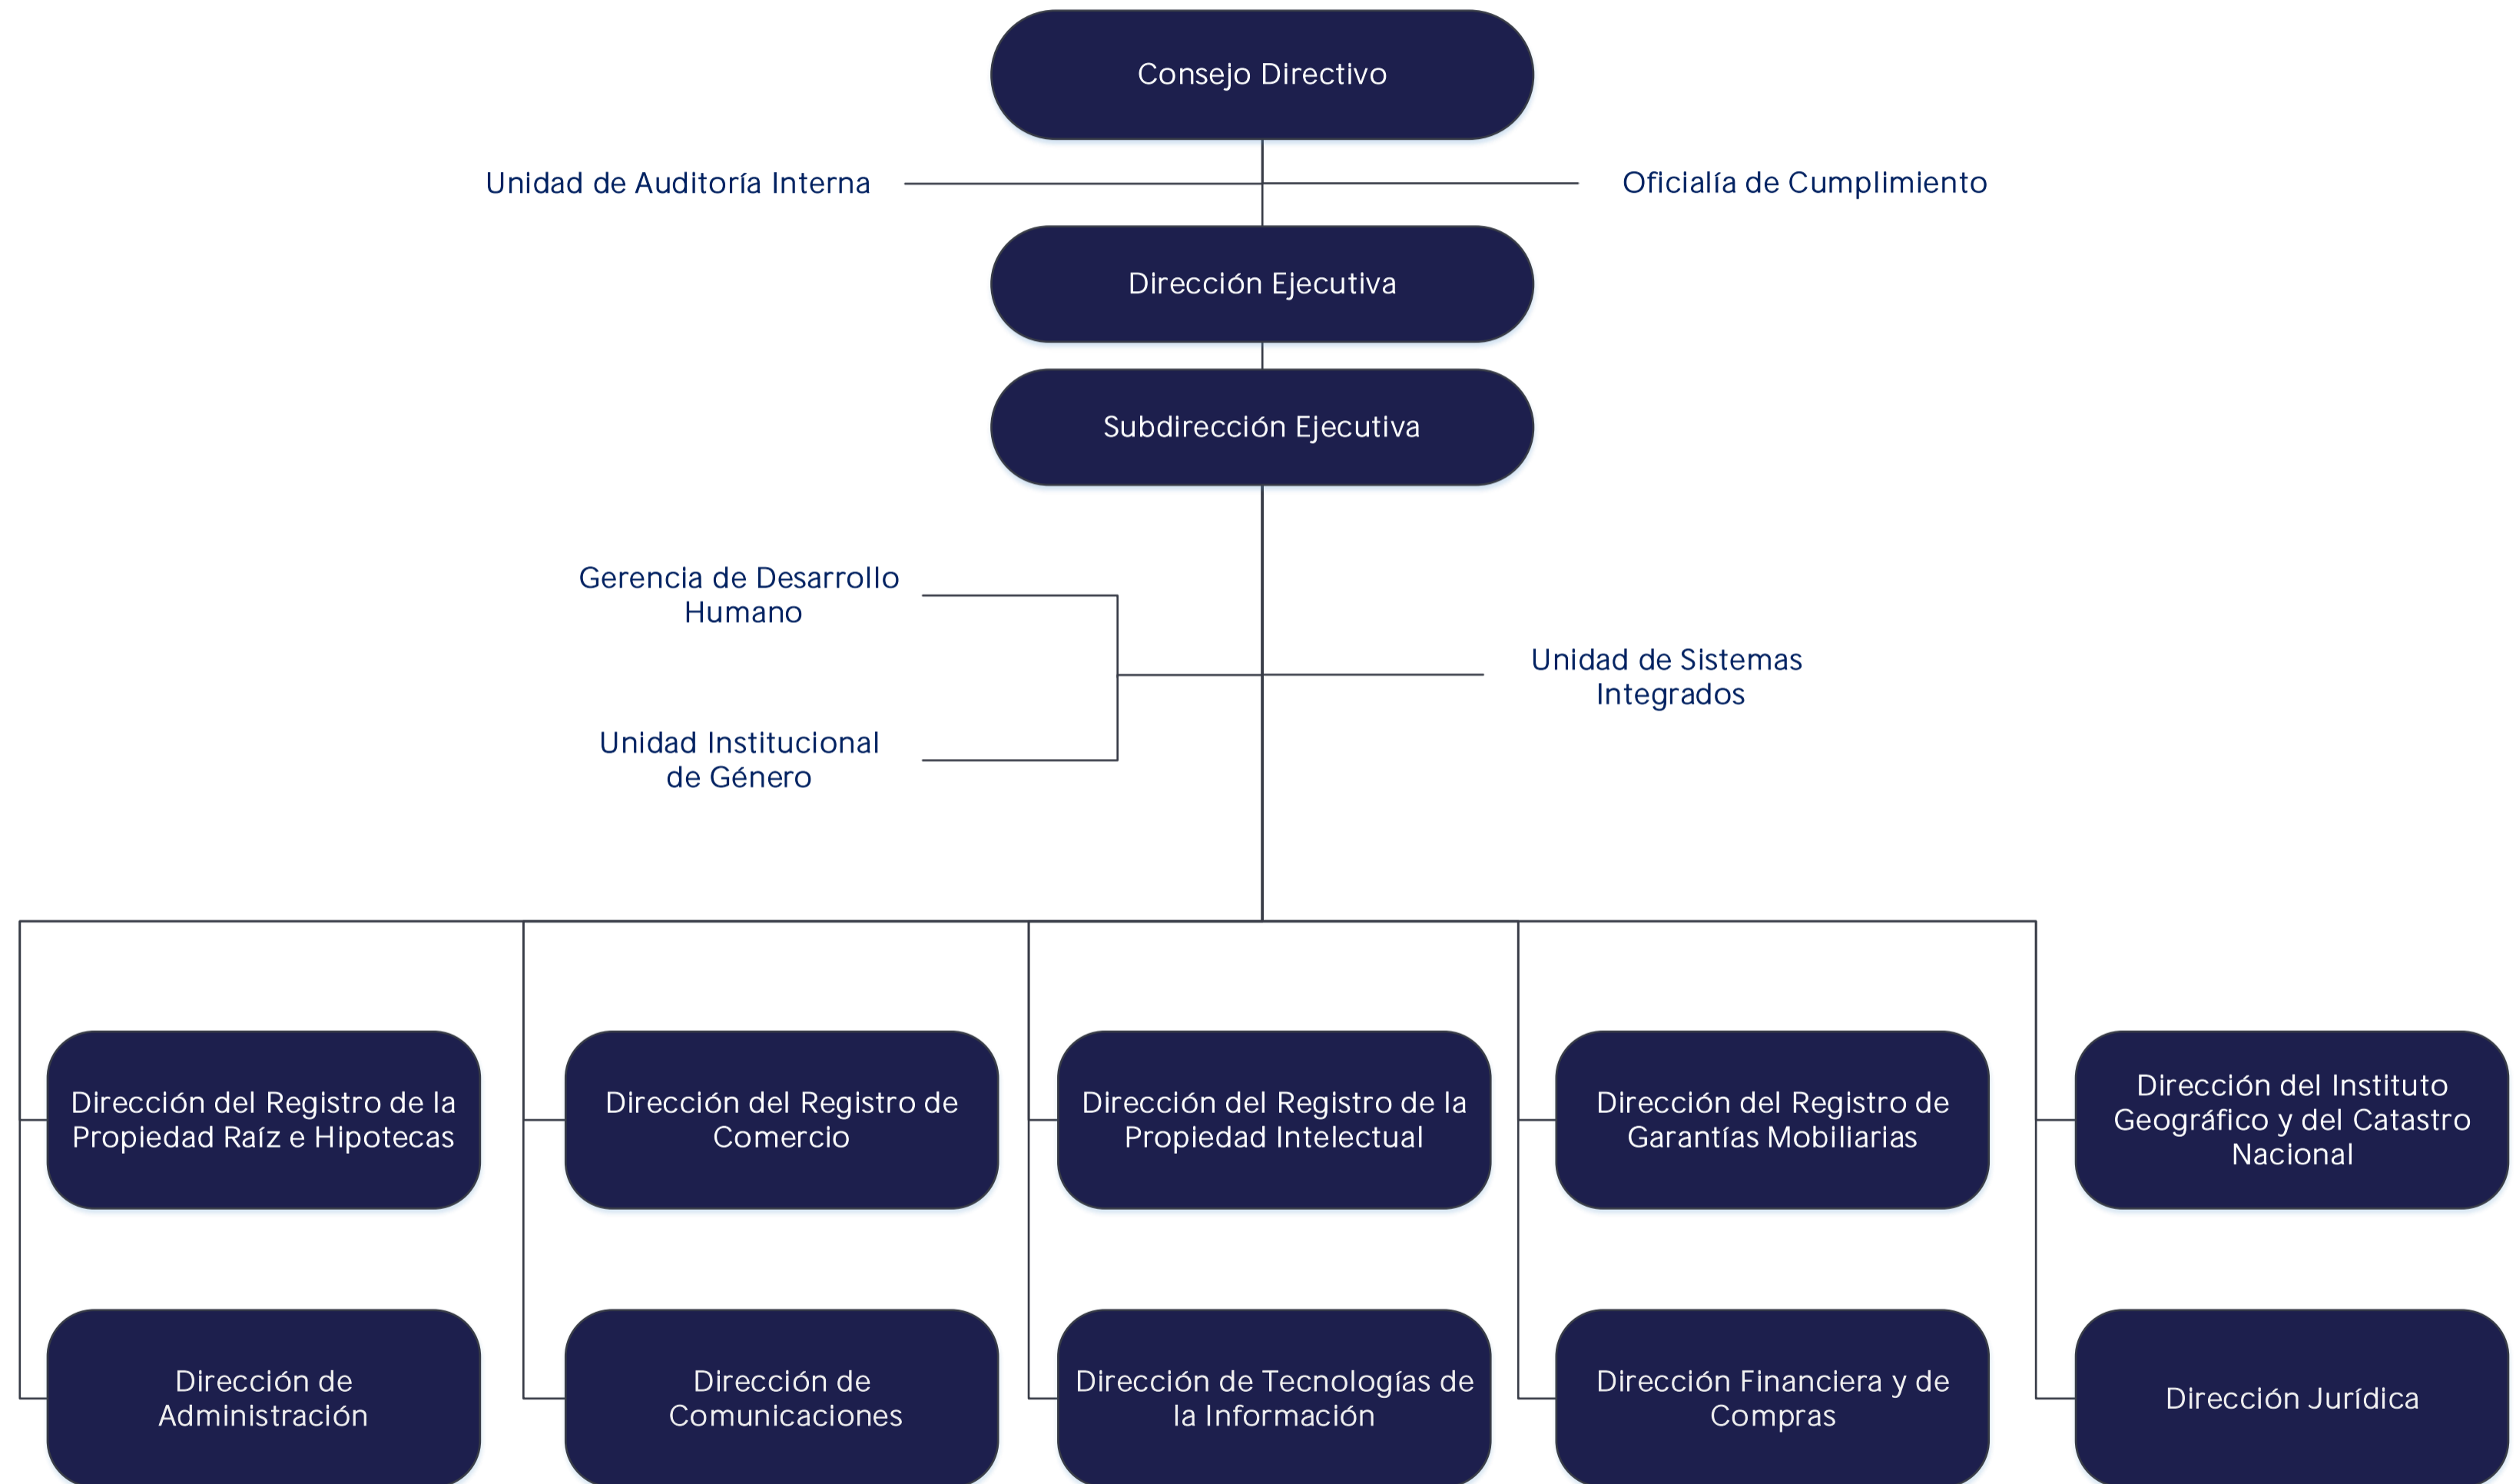 Consejo Directivo
Unidad de Auditoría Interna
Oficialía de Cumplimiento
Dirección Ejecutiva
Subdirección Ejecutiva
Gerencia de Desarrollo
Humano
Unidad de Sistemas
Integrados
Unidad Institucional
de Género
Dirección del Registro de la
Propiedad Raíz e Hipotecas
Dirección del Registro de
Comercio
Dirección del Registro de la
Propiedad Intelectual
Dirección del Registro de
Garantías Mobiliarias
Dirección del Instituto
Geográfico y del Catastro
Nacional
Dirección de
Administración
Dirección de
Comunicaciones
Dirección de Tecnologías de
la Información
Dirección Financiera y de
Compras
Dirección Jurídica